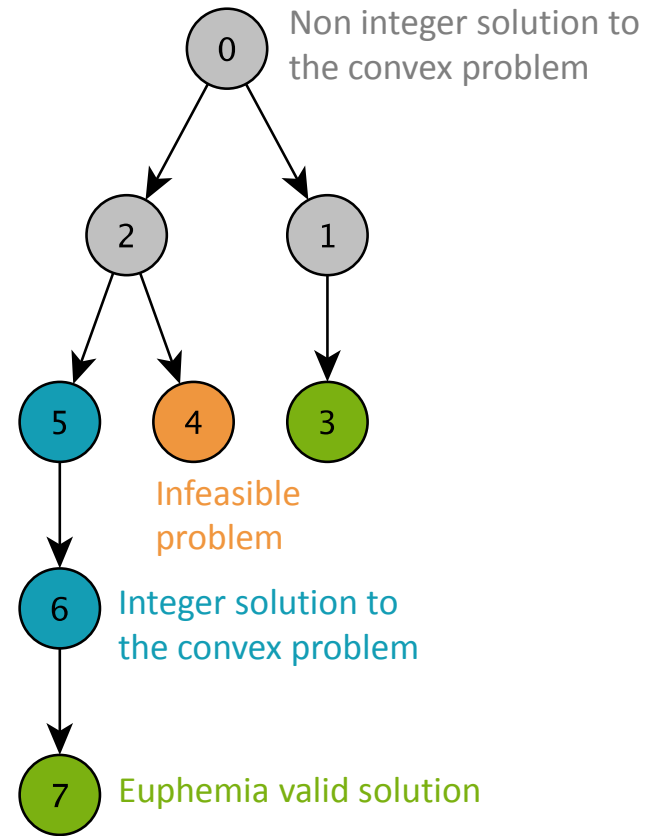 0
Non integer solution to
the convex problem
2
1
5
4
3
Infeasible
problem
6
Integer solution to
the convex problem
7
Euphemia valid solution